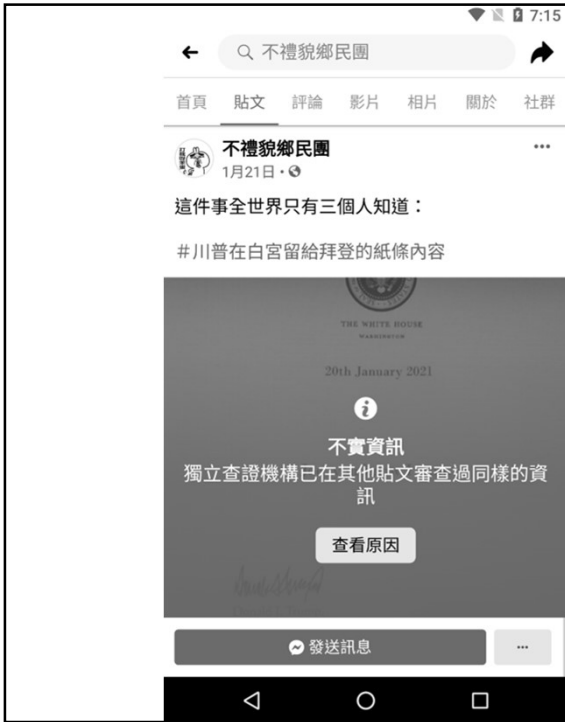 7:15
不禮貌鄉民團
首頁 貼文 評論 影片 相片 關於 社群
不禮貌鄉民團
1月21日
這件事全世界只有三個人知道：
＃川普在白宮留給拜登的紙條內容
THE WHITE HOUSE
WASHINGTON
20th January 2021
不實資訊
獨立查證機構已在其他貼文審查過同樣的資
訊
查看原因
發送訊息